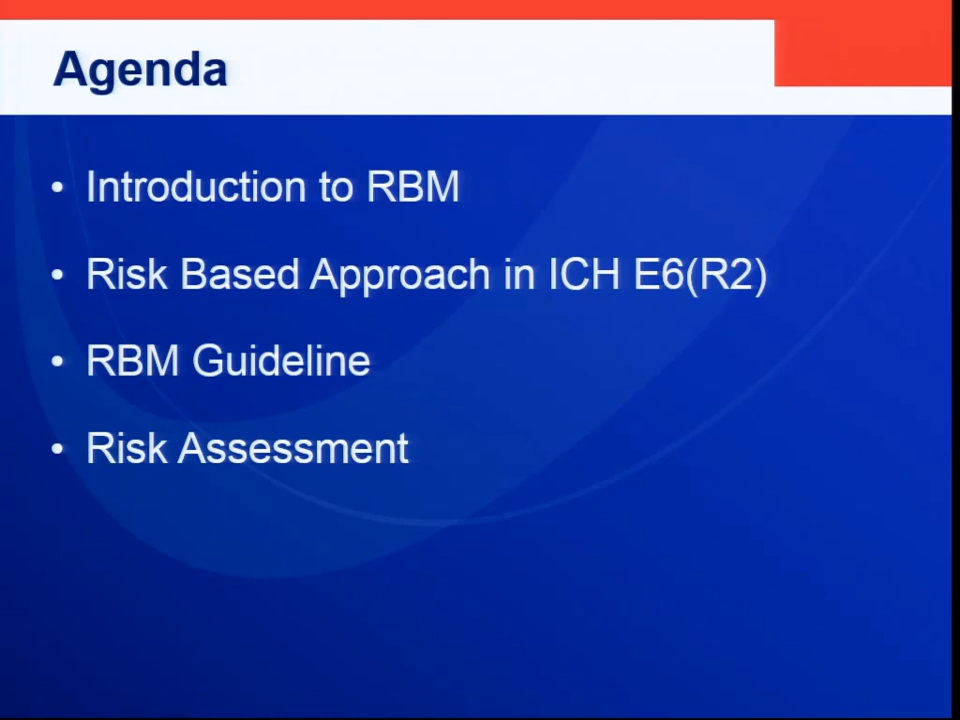 Agenda
• Introduction to RBM
• Risk Based Approach in ICH E6(R2)
• RBM Guideline
• Risk Assessment